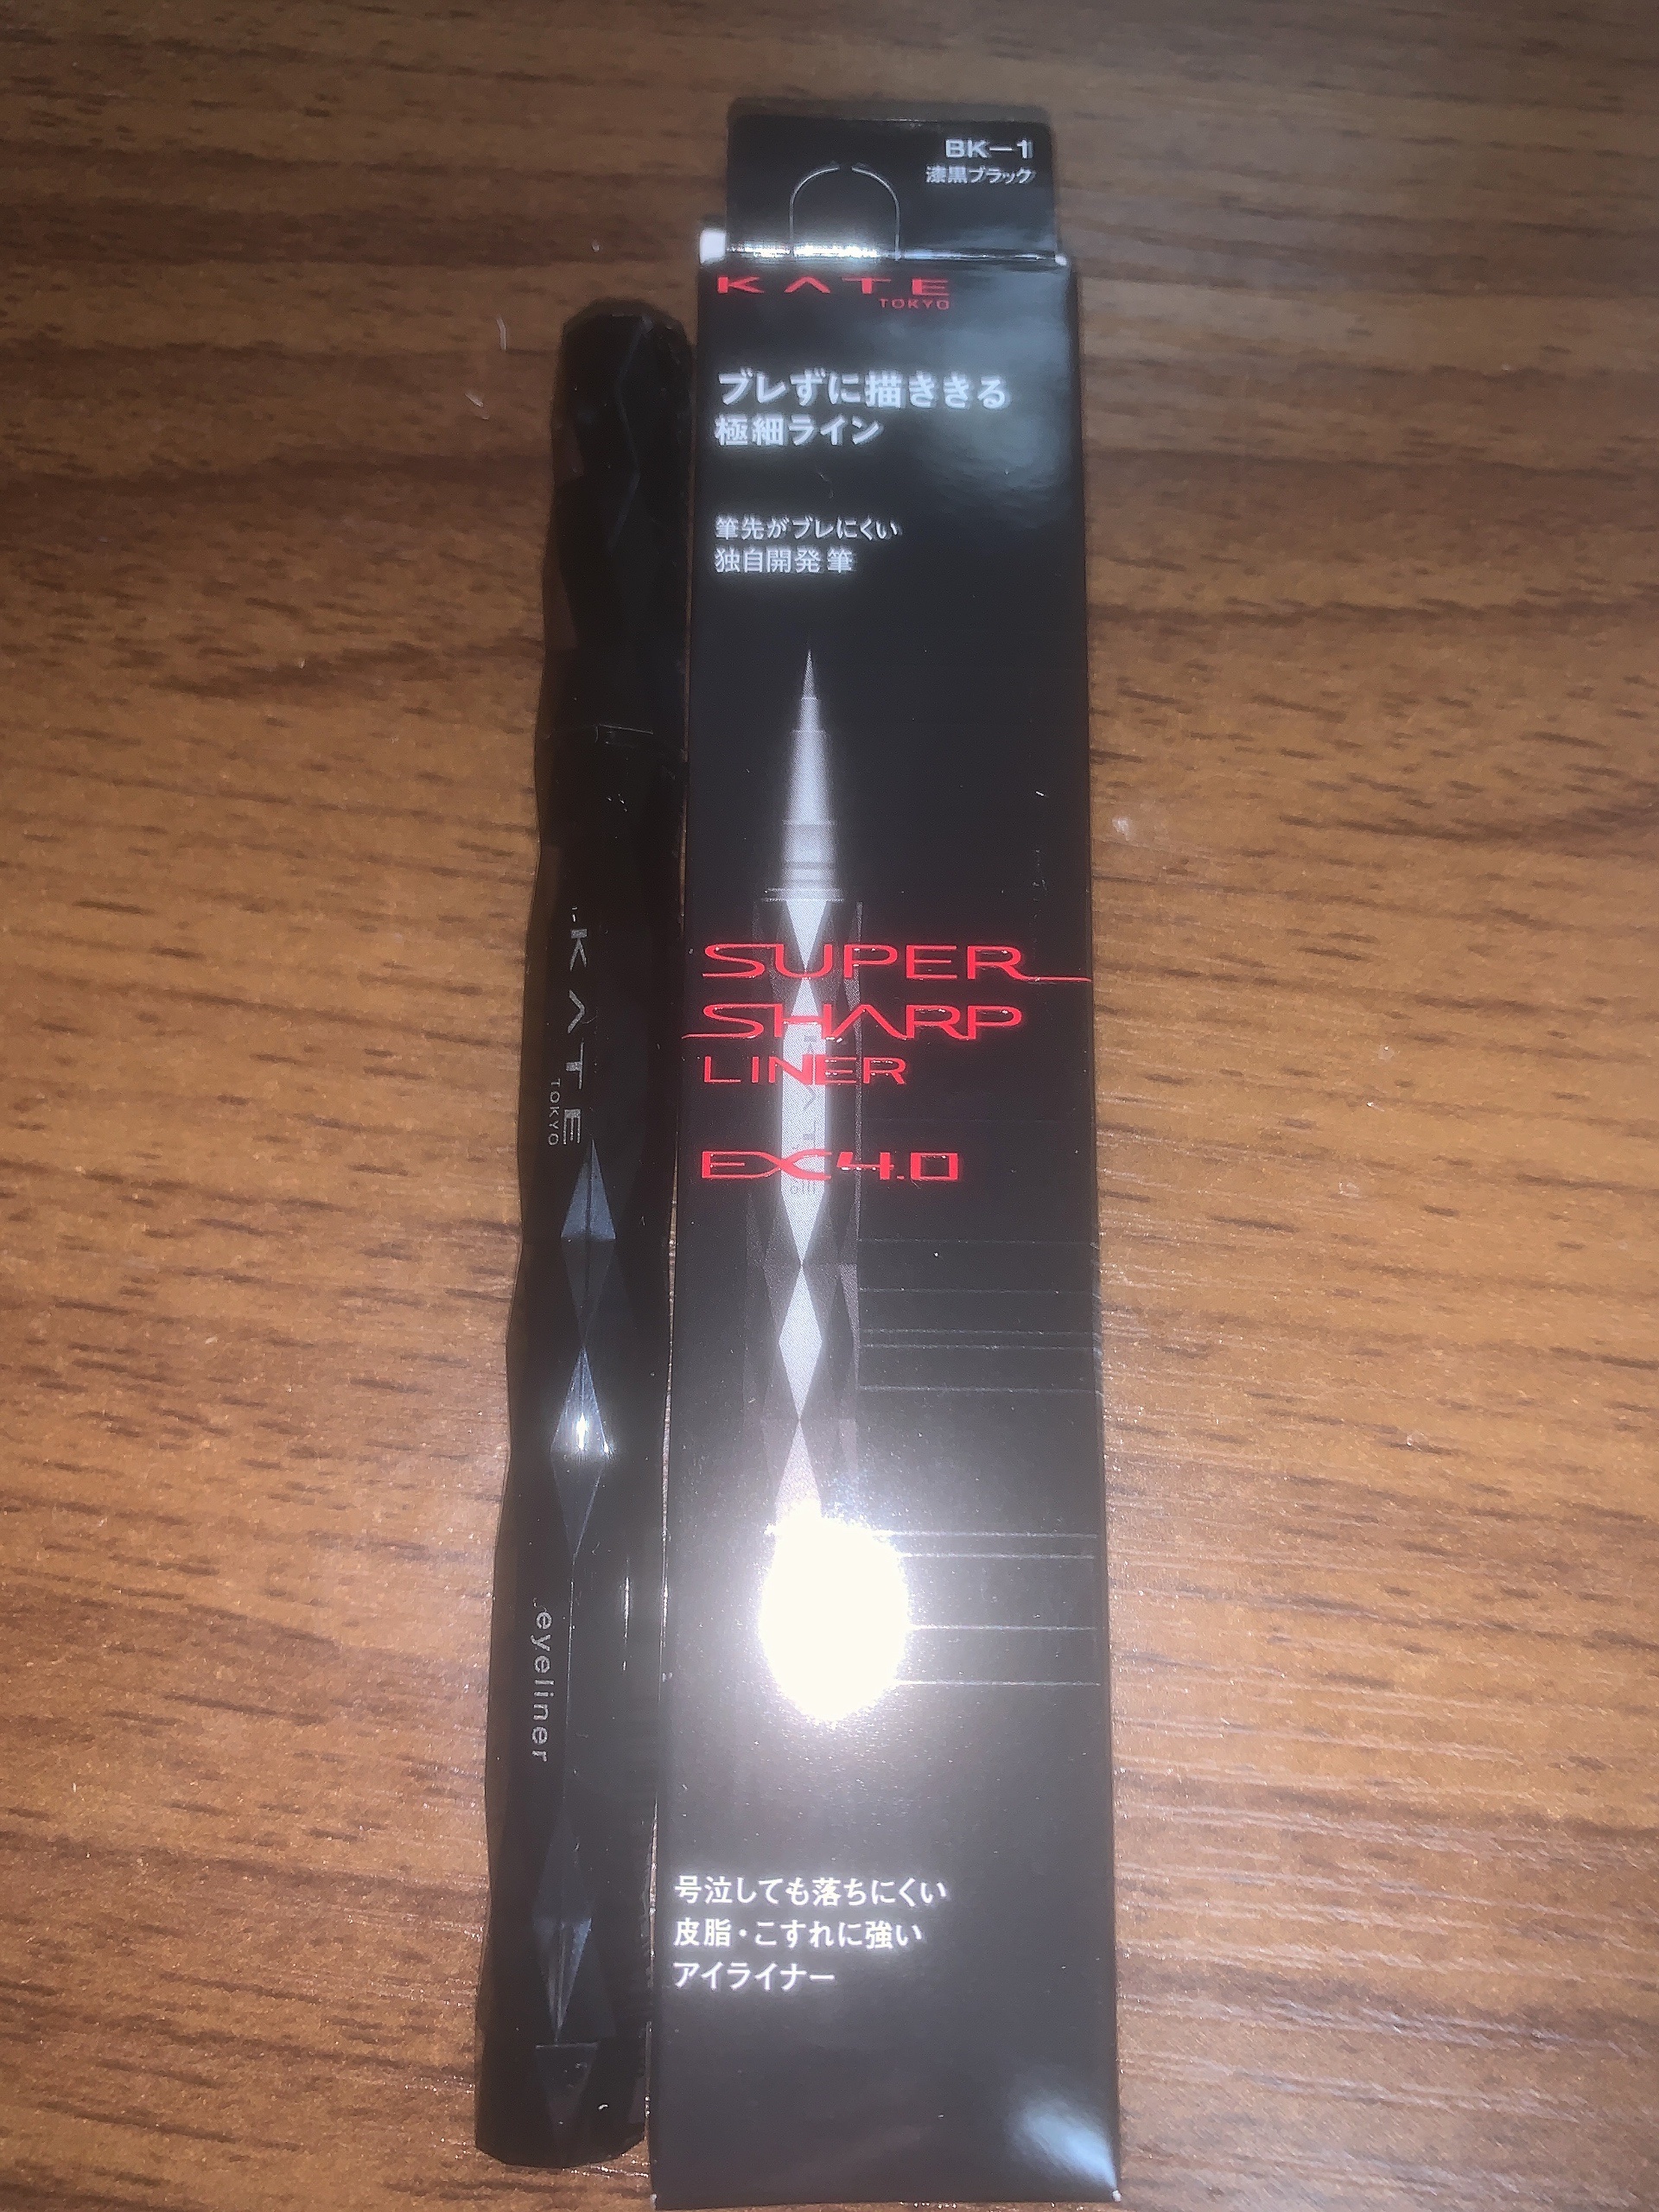 BK-1
漆黒ブラック
KATE
TOKYO
ブレずに描ききる
極細ライン
筆先がブレにくい
独自開発 筆
SUPER
SHARP
LINER
EX4.0
号泣しても落ちにくい
皮脂・こすれに強い
アイライナー
KATE
TOKYO
eyeliner